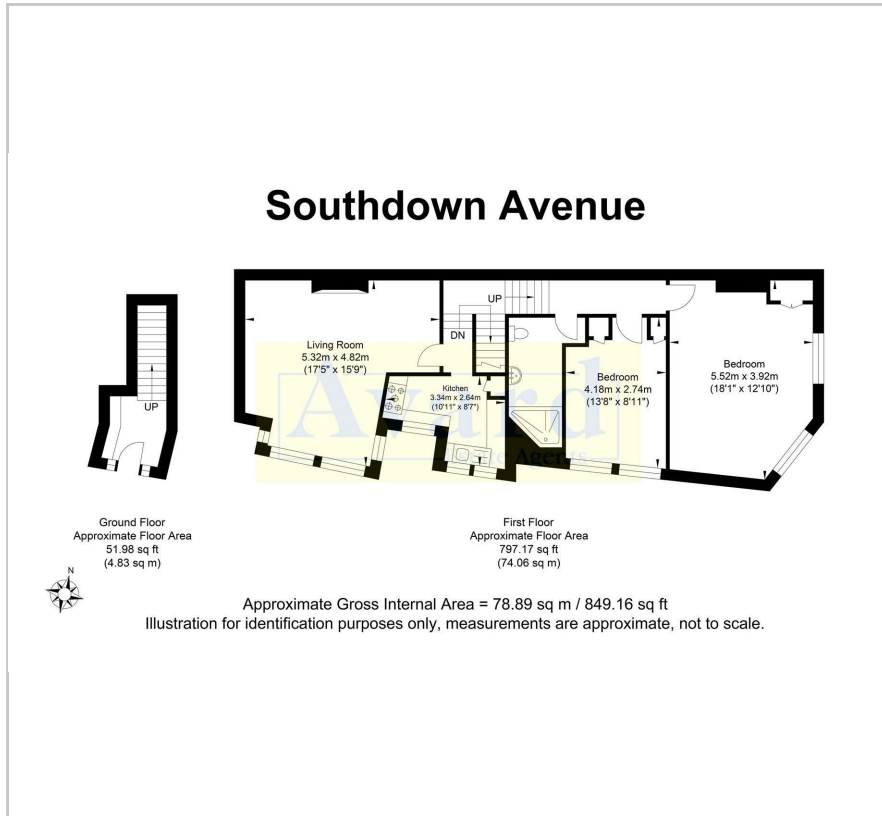 Southdown Avenue
UP
Living Room
5.32m x 4.82m
(17'5" x 15'9")
DN
UP
Kitchen
3.34m x 2.64m
(10'11" x 8'7")
Bedroom
4.18m x 2.74m
(13'8" x 8'11")
Bedroom
5.52m x 3.92m
(18'1" x 12'10")
Avard
Estate Agents
Ground Floor
Approximate Floor Area
51.98 sq ft
(4.83 sq m)
First Floor
Approximate Floor Area
797.17 sq ft
(74.06 sq m)
N
Approximate Gross Internal Area = 78.89 sq m / 849.16 sq ft
Illustration for identification purposes only, measurements are approximate, not to scale.